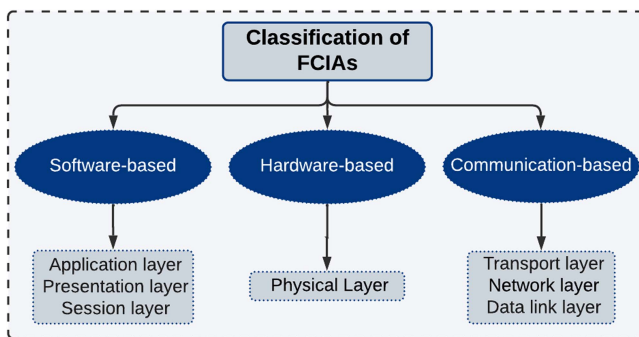 Classification of
FCIAs
Software-based
Hardware-based
Communication-based
Application layer
Presentation layer
Session layer
Physical Layer
Transport layer
Network layer
Data link layer